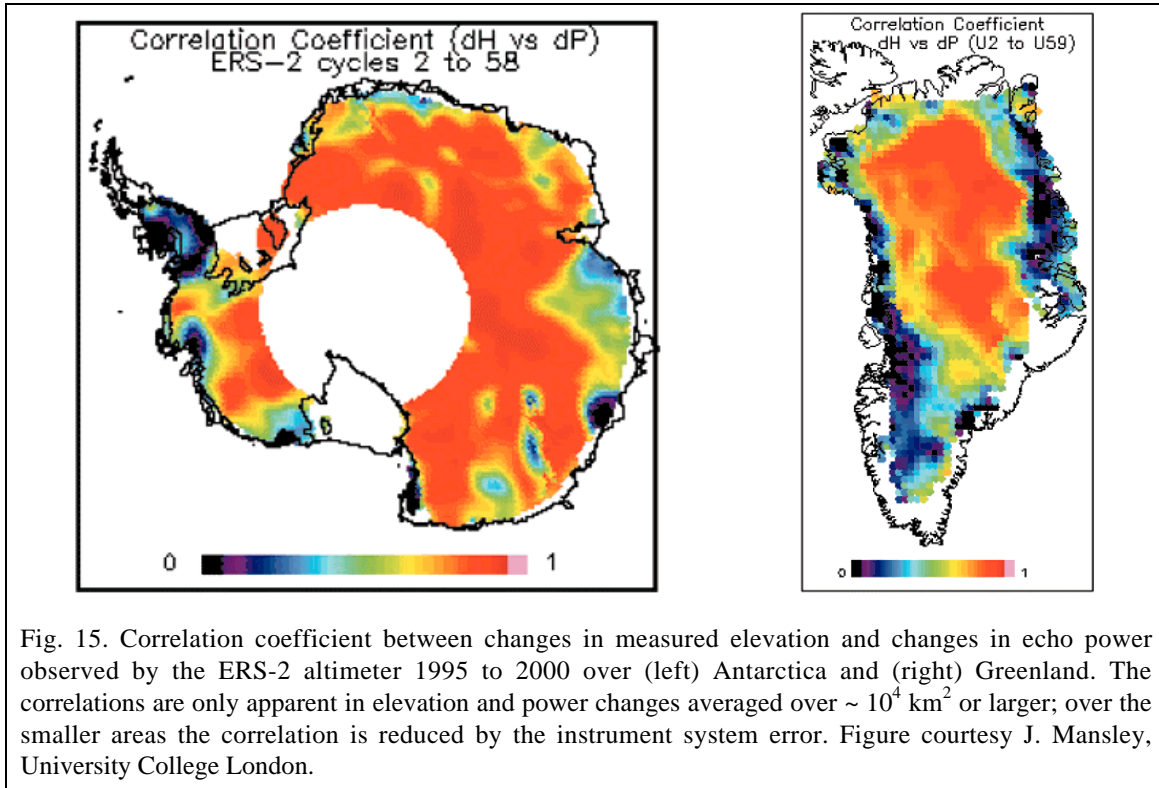 Correlation Coefficient (dH vs dP)
ERS-2 cycles 2 to 58
0 1
Correlation Coefficient
dH vs dP (U2 to U59)
0 1
Fig. 15. Correlation coefficient between changes in measured elevation and changes in echo power
observed by the ERS-2 altimeter 1995 to 2000 over (left) Antarctica and (right) Greenland. The
correlations are only apparent in elevation and power changes averaged over ~ 10⁴ km² or larger; over the
smaller areas the correlation is reduced by the instrument system error. Figure courtesy J. Mansley,
University College London.